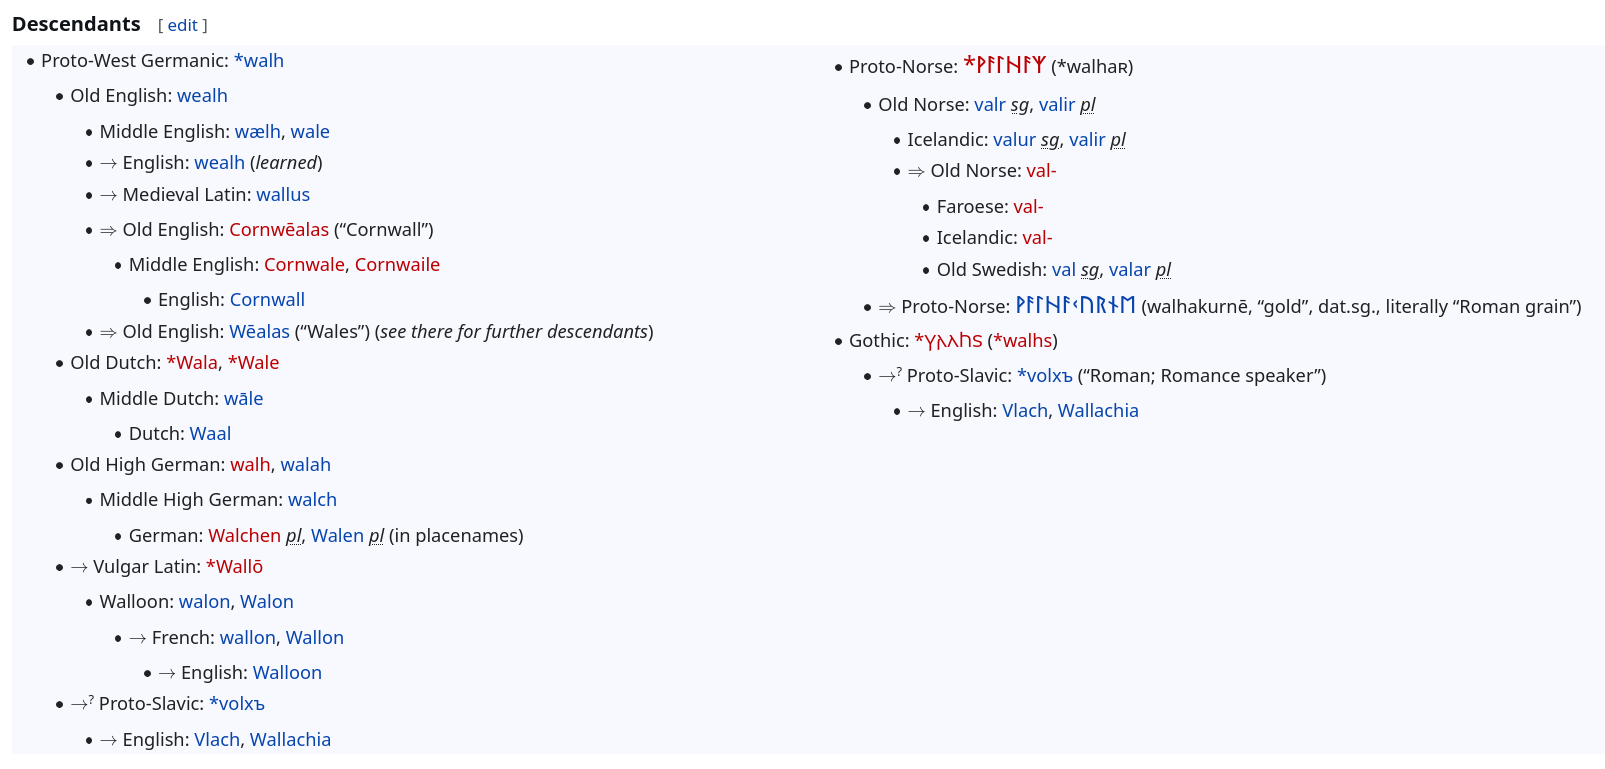 Descendants [ edit ]
• Proto-West Germanic: *walh
• Old English: wealh
• Middle English: wælh, wale
• → English: wealh (learned)
• → Medieval Latin: wallus
• ⇒ Old English: Cornwēalas (“Cornwall”)
• Middle English: Cornwale, Cornwaile
• English: Cornwall
• ⇒ Old English: Wēalas (“Wales”) (see there for further descendants)
• Old Dutch: *Wala, *Wale
• Middle Dutch: wāle
• Dutch: Waal
• Old High German: walh, walah
• Middle High German: walch
• German: Walchen pl, Walen pl (in placenames)
• → Vulgar Latin: *Wallō
• Walloon: walon, Walon
• → French: wallon, Wallon
• → English: Walloon
• →? Proto-Slavic: *volxъ
• → English: Vlach, Wallachia
• Proto-Norse: *ᚹᚨᛚᚺᚨᛉ (*walhaʀ)
• Old Norse: valr sg, valir pl
• Icelandic: valur sg, valir pl
• ⇒ Old Norse: val-
• Faroese: val-
• Icelandic: val-
• Old Swedish: val sg, valar pl
• ⇒ Proto-Norse: ᚹᚨᛚᚺᚨᚲᚢᚱᚾᛖ (walhakurnē, “gold”, dat.sg., literally “Roman grain”)
• Gothic: *𐍅𐌰𐌻𐌷𐍃 (*walhs)
• →? Proto-Slavic: *volxъ (“Roman; Romance speaker”)
• → English: Vlach, Wallachia